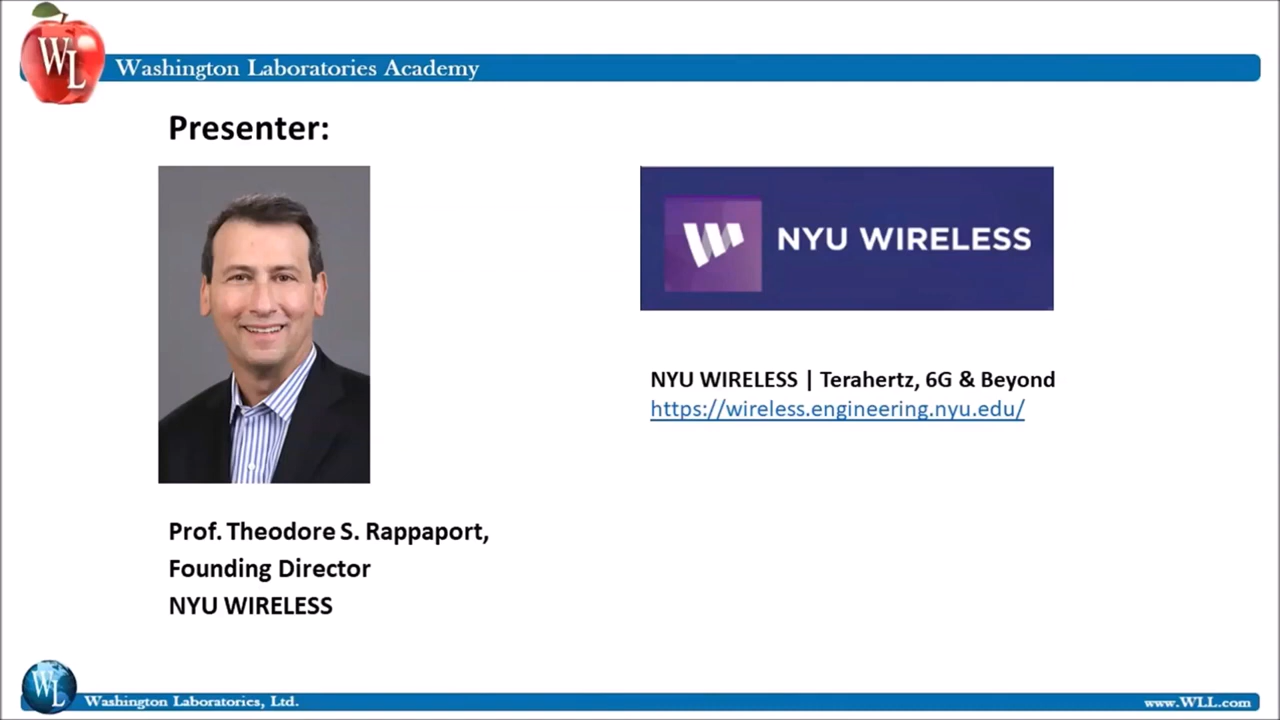 WL
Washington Laboratories Academy
Presenter:
W NYU WIRELESS
NYU WIRELESS | Terahertz, 6G & Beyond
https://wireless.engineering.nyu.edu/
Prof. Theodore S. Rappaport,
Founding Director
NYU WIRELESS
WL
Washington Laboratories, Ltd.
www.WLL.com